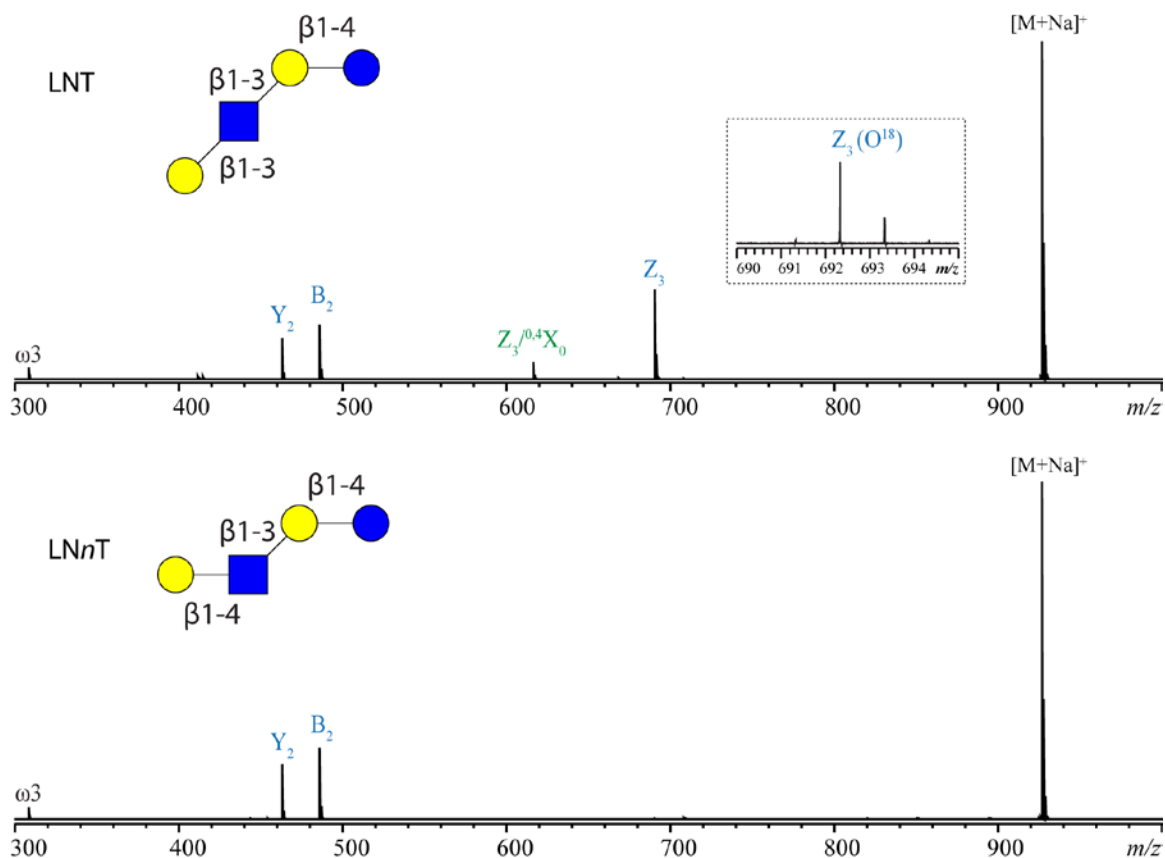 β1-4
LNT
β1-3
β1-3
[M+Na]⁺
Z₃ (O¹⁸)
690 691 692 693 694 m/z
Z₃
B₂
Y₂
Z₃/⁰,⁴X₀
ω3
300 400 500 600 700 800 900 m/z
[M+Na]⁺
β1-4
β1-3
LNnT
β1-4
B₂
Y₂
ω3
300 400 500 600 700 800 900 m/z